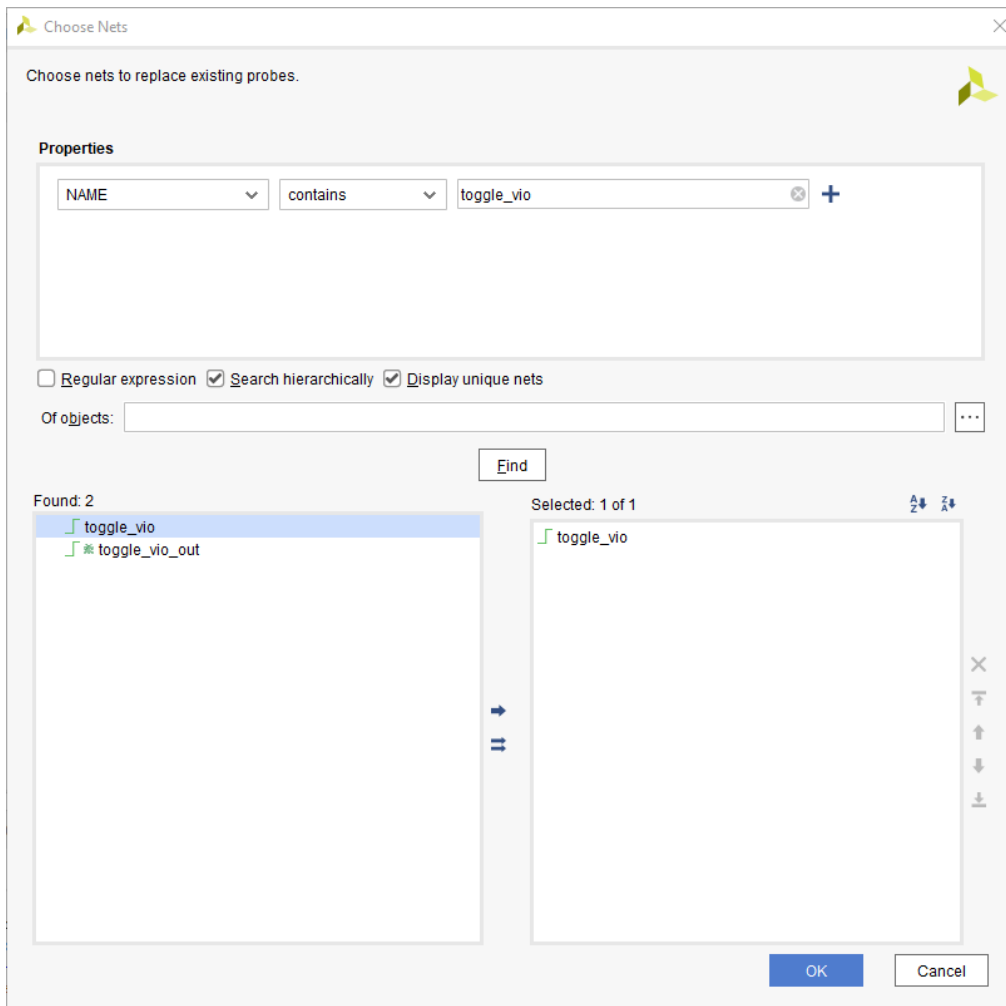 Choose Nets
Choose nets to replace existing probes.
Properties
NAME contains toggle_vio
Regular expression Search hierarchically Display unique nets
Of objects: ...
Find
Found: 2
toggle_vio
toggle_vio_out
Selected: 1 of 1
toggle_vio
OK Cancel